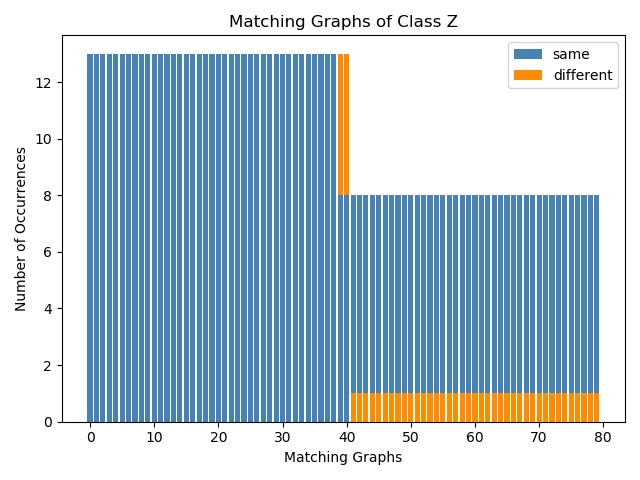 Matching Graphs of Class Z
same
different
Number of Occurrences
12
10
8
6
4
2
0
0 10 20 30 40 50 60 70 80
Matching Graphs